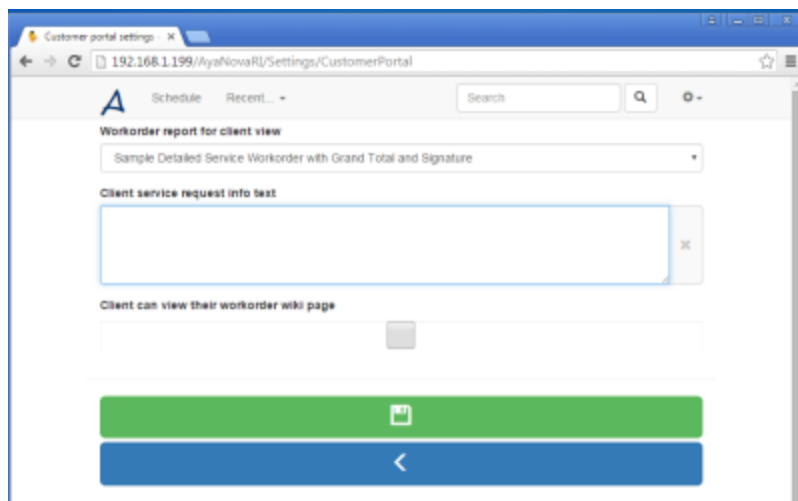 Customer portal settings
192.168.1.199/AyaNovaRI/Settings/CustomerPortal
Schedule Recent... Search
Workorder report for client view
Sample Detailed Service Workorder with Grand Total and Signature
Client service request info text
Client can view their workorder wiki page